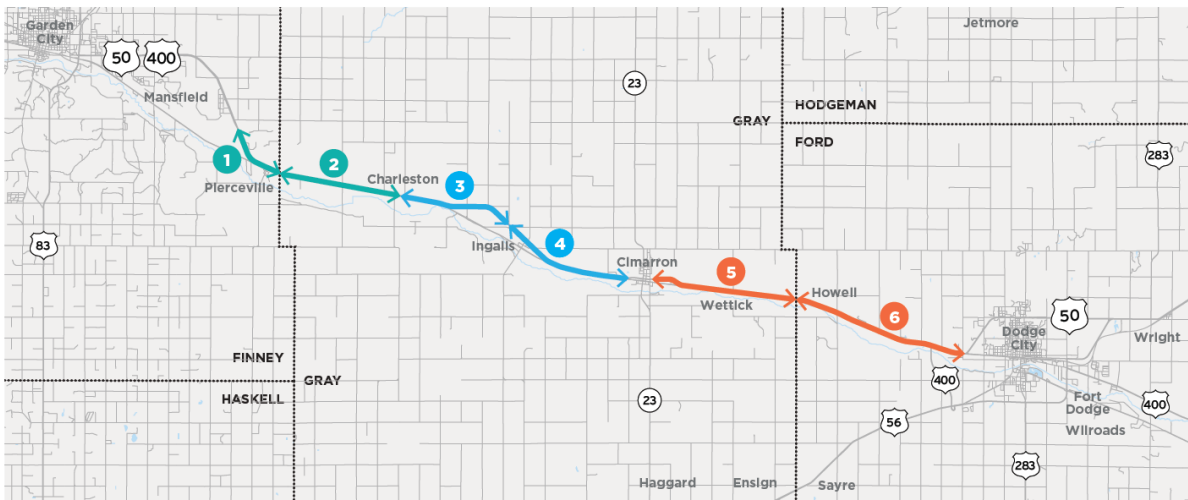 Garden
City
50
400
Mansfield
1
Pierceville
2
Charleston
3
Ingalls
4
Cimarron
5
Wettick
Howell
6
Dodge
City
50
Wright
Jetmore
23
GRAY
HODGEMAN
FORD
283
83
FINNEY
HASKELL
GRAY
23
400
56
Fort
Dodge
Wilroads
400
283
Haggard
Ensign
Sayre